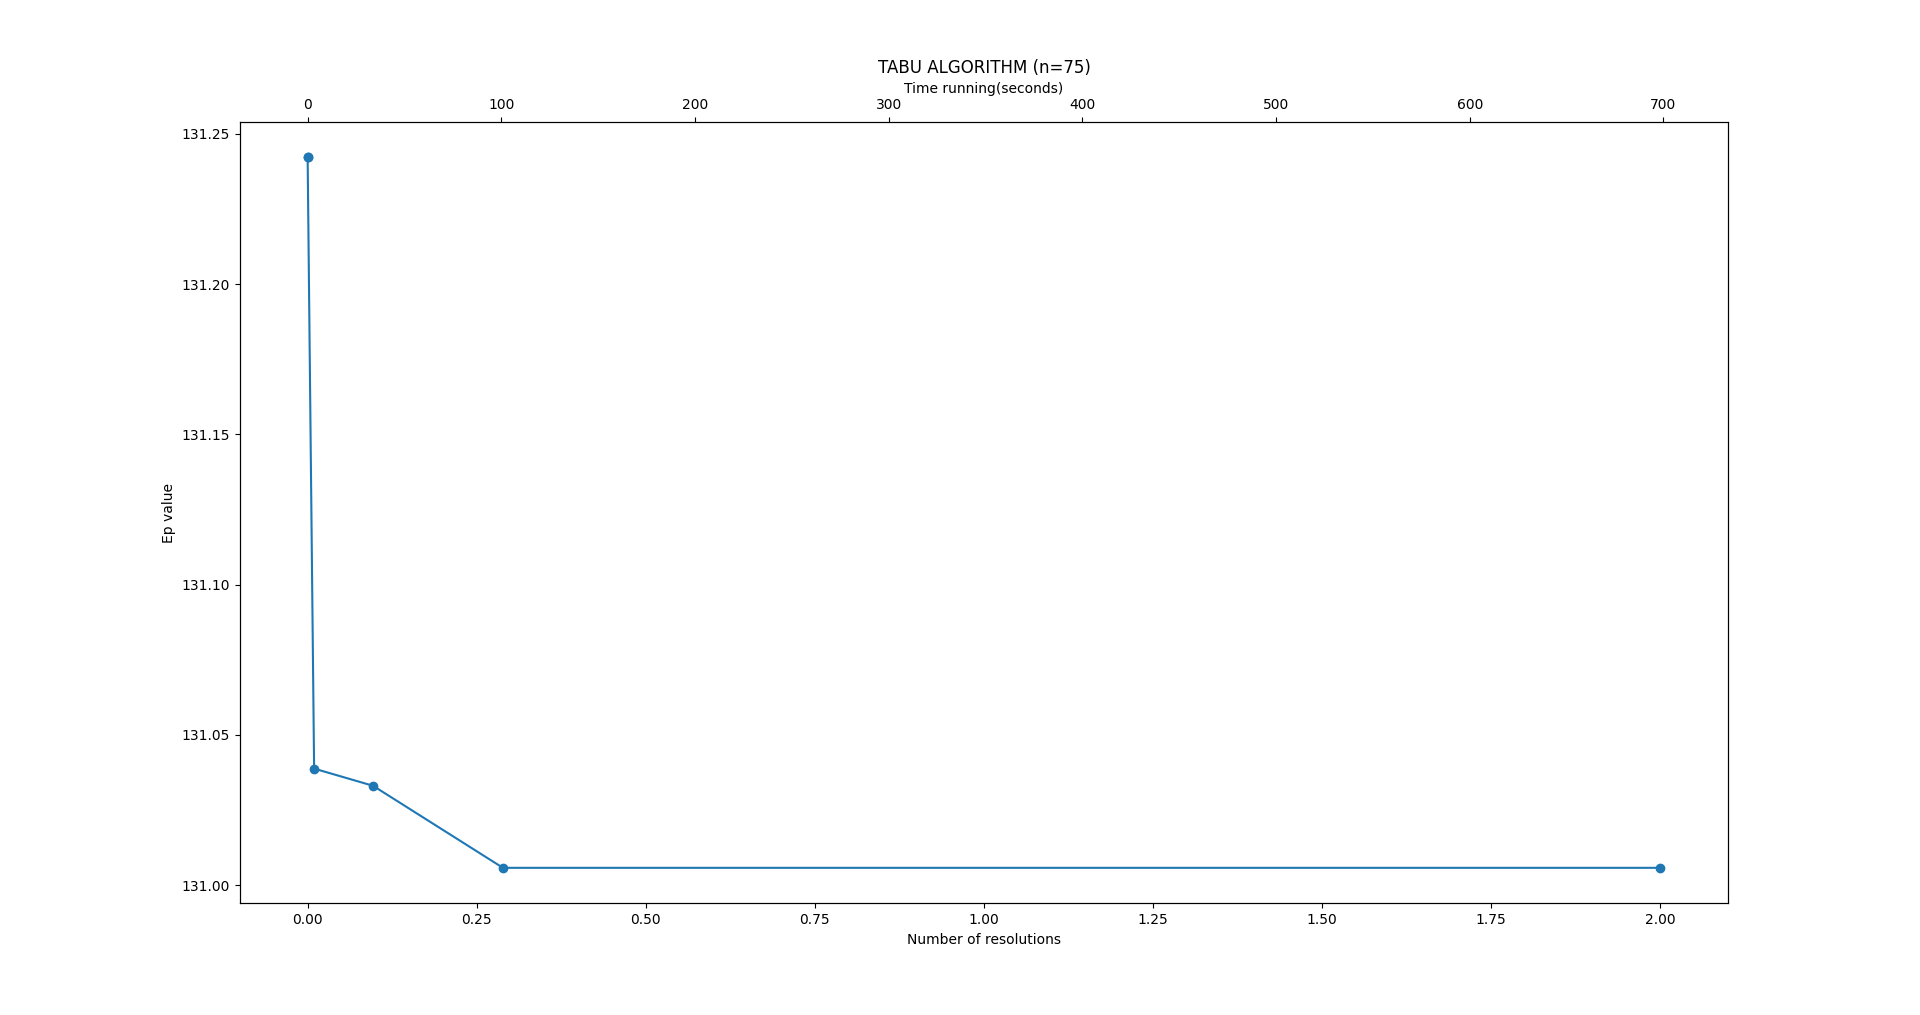 TABU ALGORITHM (n=75)
Time running(seconds)
0 100 200 300 400 500 600 700
131.25
131.20
131.15
131.10
131.05
131.00
Ep value
0.00 0.25 0.50 0.75 1.00 1.25 1.50 1.75 2.00
Number of resolutions